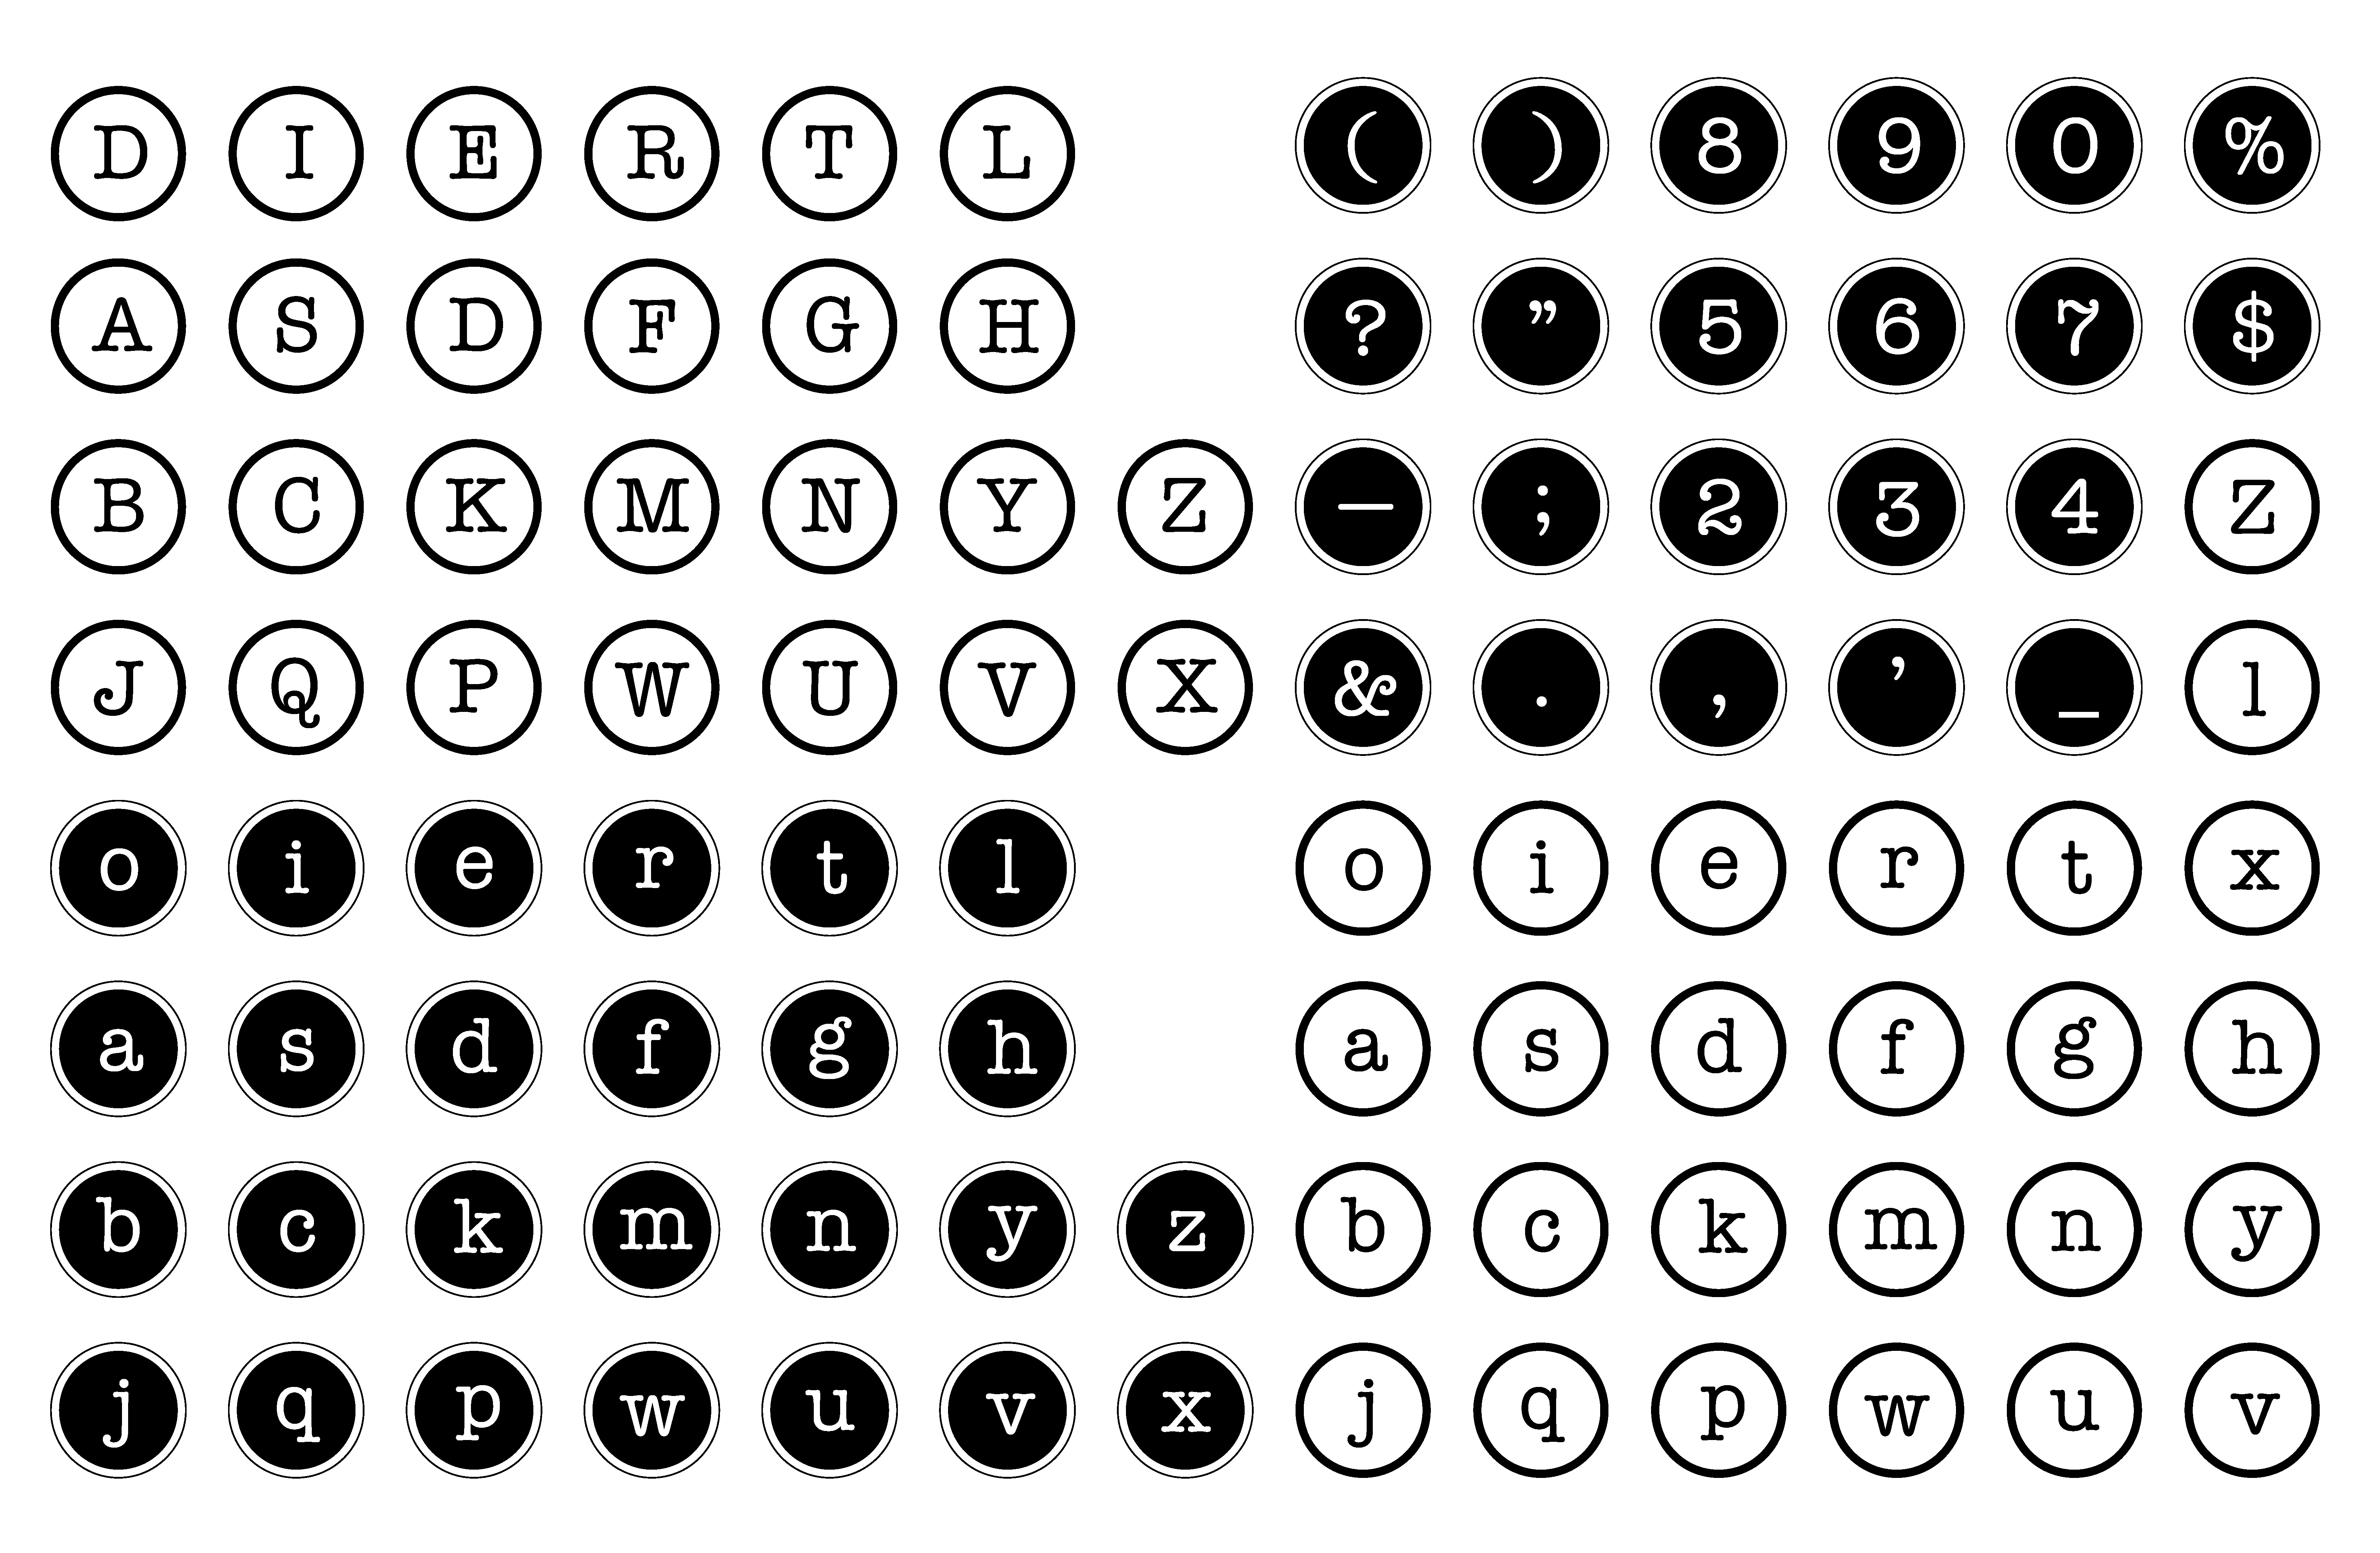 D I E R T L ( ) 8 9 0 %
A S D F G H ? ” 5 6 7 $
B C K M N Y Z — ; 2 3 4 Z
J Q P W U V X & . , ’ _ l
o i e r t l o i e r t x
a s d f g h a s d f g h
b c k m n y z b c k m n y
j q p w u v x j q p w u v